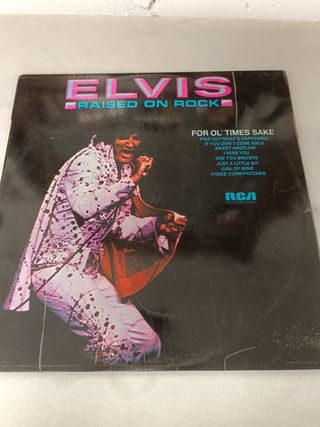 ELVIS
RAISED ON ROCK
FOR OL' TIMES SAKE
FIND OUT WHAT'S HAPPENING
IF YOU DON'T COME BACK
SWEET ANGELINE
I MISS YOU
ARE YOU SINCERE
JUST A LITTLE BIT
GIRL OF MINE
THREE CORN PATCHES
RCA